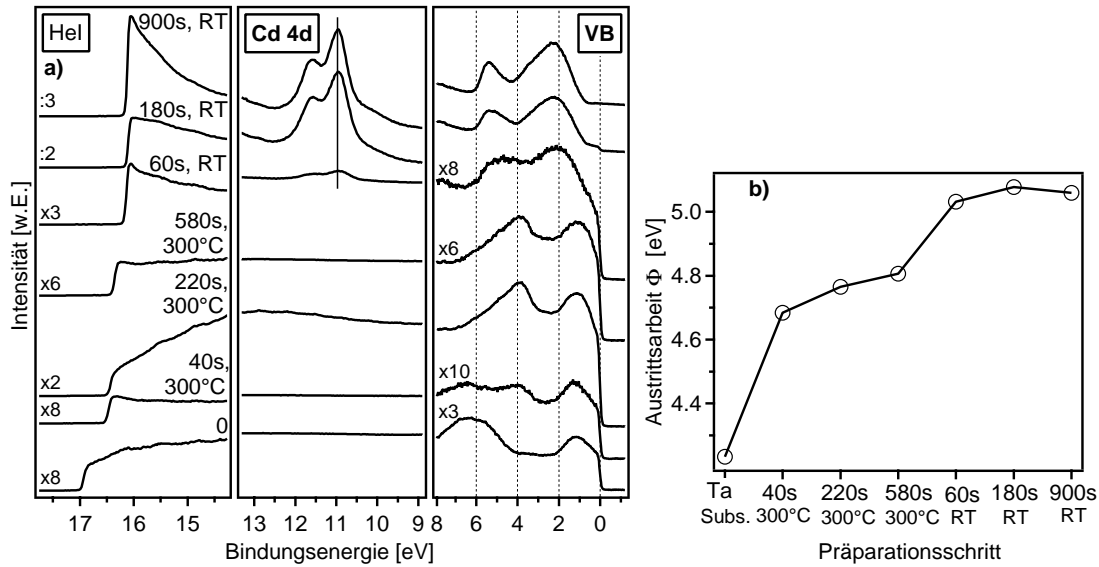 HeI
Cd 4d
VB
a)
900s, RT
:3
180s, RT
:2
60s, RT
x3
580s,
300°C
x6
220s,
300°C
x2
40s,
300°C
x8
0
x8
x8
x6
x10
x3
Intensität [w.E.]
17 16 15
13 12 11 10 9
8 6 4 2 0
Bindungsenergie [eV]
b)
5.0
4.8
4.6
4.4
Austrittsarbeit Φ [eV]
Ta
Subs.
40s
300°C
220s
300°C
580s
300°C
60s
RT
180s
RT
900s
RT
Präparationsschritt